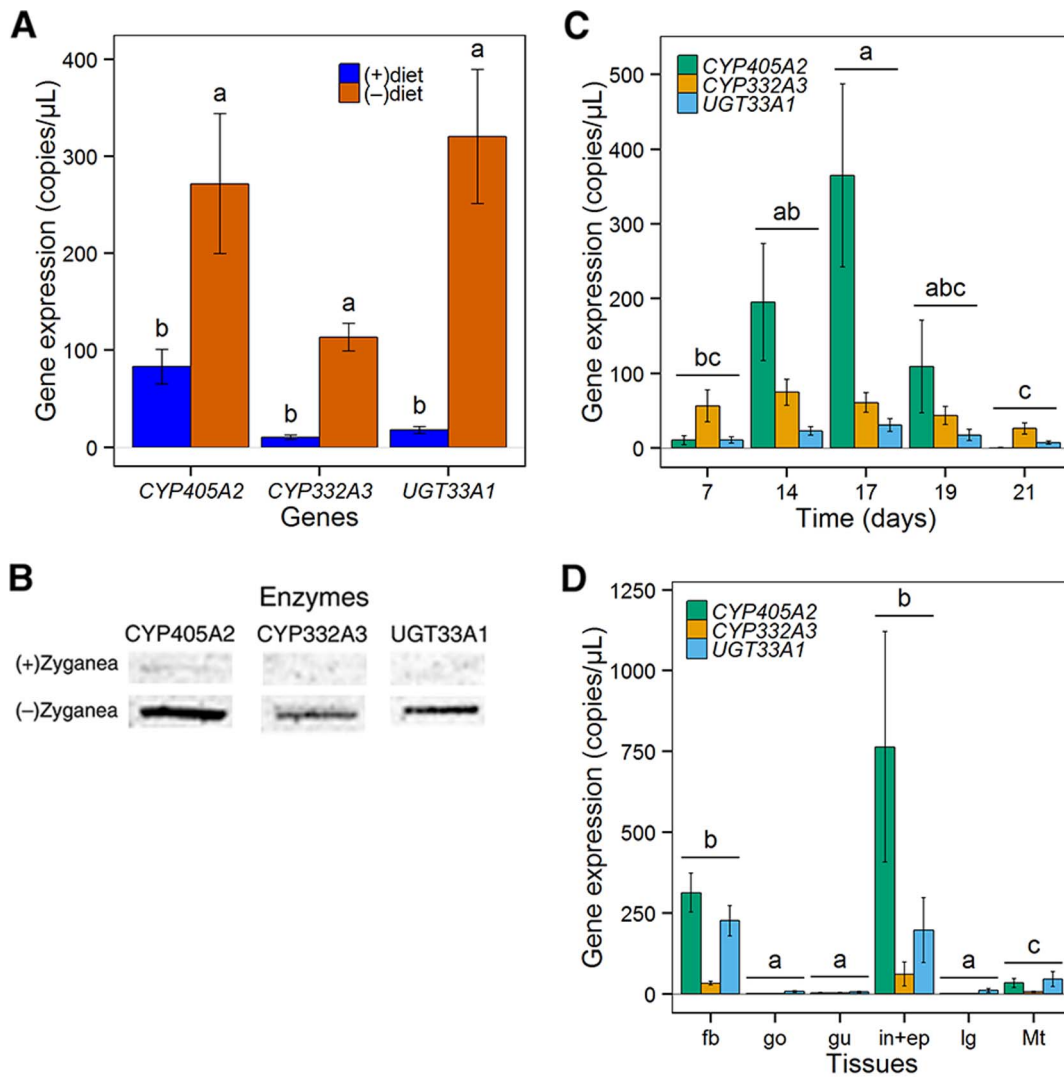 A
(+)diet
(−)diet
a
a
a
b
b
b
400
300
200
100
0
Gene expression (copies/µL)
CYP405A2 CYP332A3 UGT33A1
Genes
B
Enzymes
CYP405A2 CYP332A3 UGT33A1
(+)Zyganea
(−)Zyganea
C
CYP405A2
CYP332A3
UGT33A1
a
ab
abc
bc
c
500
400
300
200
100
0
Gene expression (copies/µL)
7 14 17 19 21
Time (days)
D
CYP405A2
CYP332A3
UGT33A1
b
b
a
a
a
c
1250
1000
750
500
250
0
Gene expression (copies/µL)
fb go gu in+ep lg Mt
Tissues